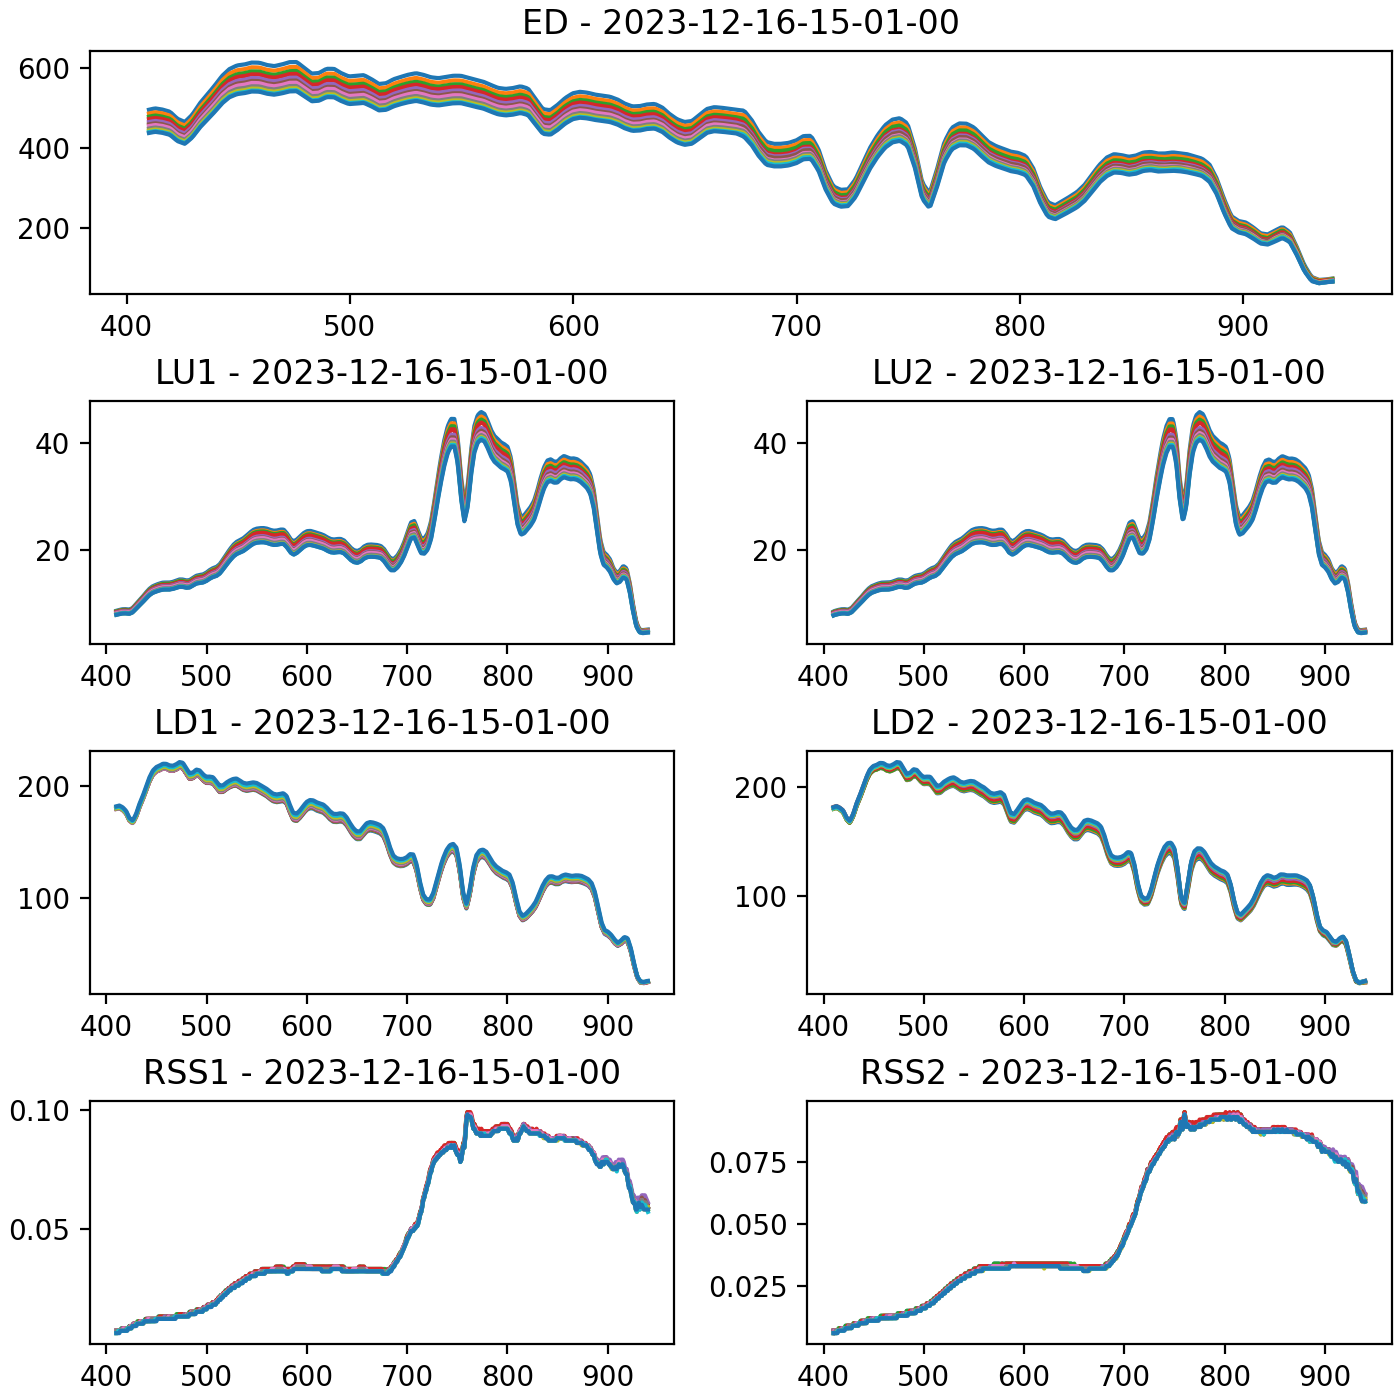 ED - 2023-12-16-15-01-00
600
400
200
400 500 600 700 800 900
LU1 - 2023-12-16-15-01-00
40
20
400 500 600 700 800 900
LU2 - 2023-12-16-15-01-00
40
20
400 500 600 700 800 900
LD1 - 2023-12-16-15-01-00
200
100
400 500 600 700 800 900
LD2 - 2023-12-16-15-01-00
200
100
400 500 600 700 800 900
RSS1 - 2023-12-16-15-01-00
0.10
0.05
400 500 600 700 800 900
RSS2 - 2023-12-16-15-01-00
0.075
0.050
0.025
400 500 600 700 800 900